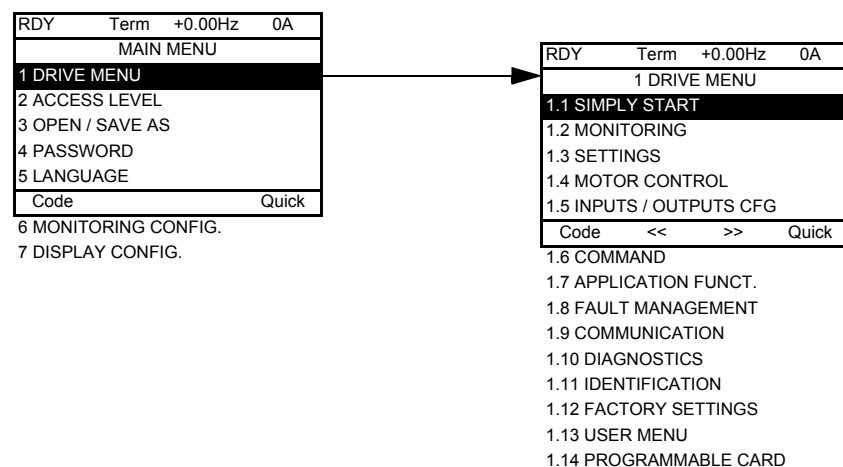 RDY Term +0.00Hz 0A
MAIN MENU
1 DRIVE MENU
2 ACCESS LEVEL
3 OPEN / SAVE AS
4 PASSWORD
5 LANGUAGE
Code Quick
6 MONITORING CONFIG.
7 DISPLAY CONFIG.
RDY Term +0.00Hz 0A
1 DRIVE MENU
1.1 SIMPLY START
1.2 MONITORING
1.3 SETTINGS
1.4 MOTOR CONTROL
1.5 INPUTS / OUTPUTS CFG
Code << >> Quick
1.6 COMMAND
1.7 APPLICATION FUNCT.
1.8 FAULT MANAGEMENT
1.9 COMMUNICATION
1.10 DIAGNOSTICS
1.11 IDENTIFICATION
1.12 FACTORY SETTINGS
1.13 USER MENU
1.14 PROGRAMMABLE CARD